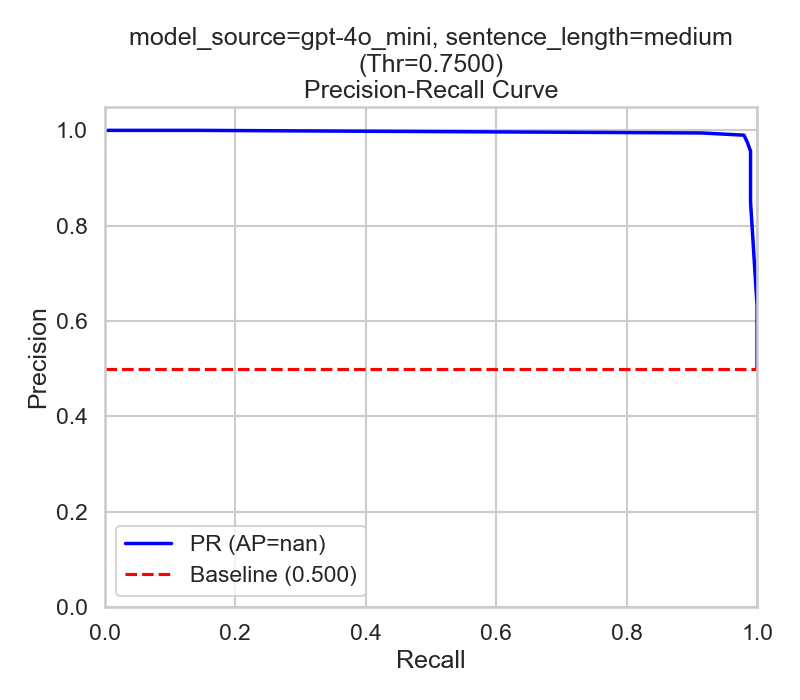 model_source=gpt-4o_mini, sentence_length=medium
(Thr=0.7500)
Precision-Recall Curve
1.0
0.8
0.6
0.4
0.2
0.0
Precision
PR (AP=nan)
Baseline (0.500)
0.0 0.2 0.4 0.6 0.8 1.0
Recall